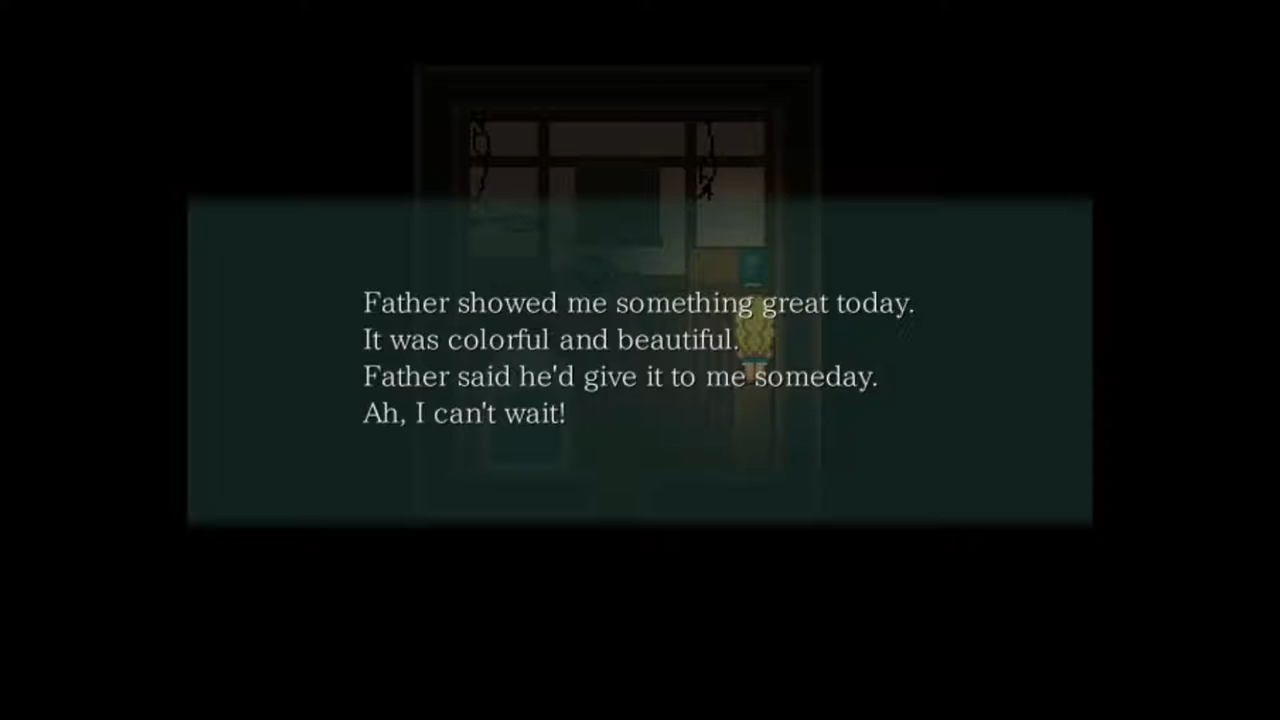 Father showed me something great today.
It was colorful and beautiful.
Father said he'd give it to me someday.
Ah, I can't wait!